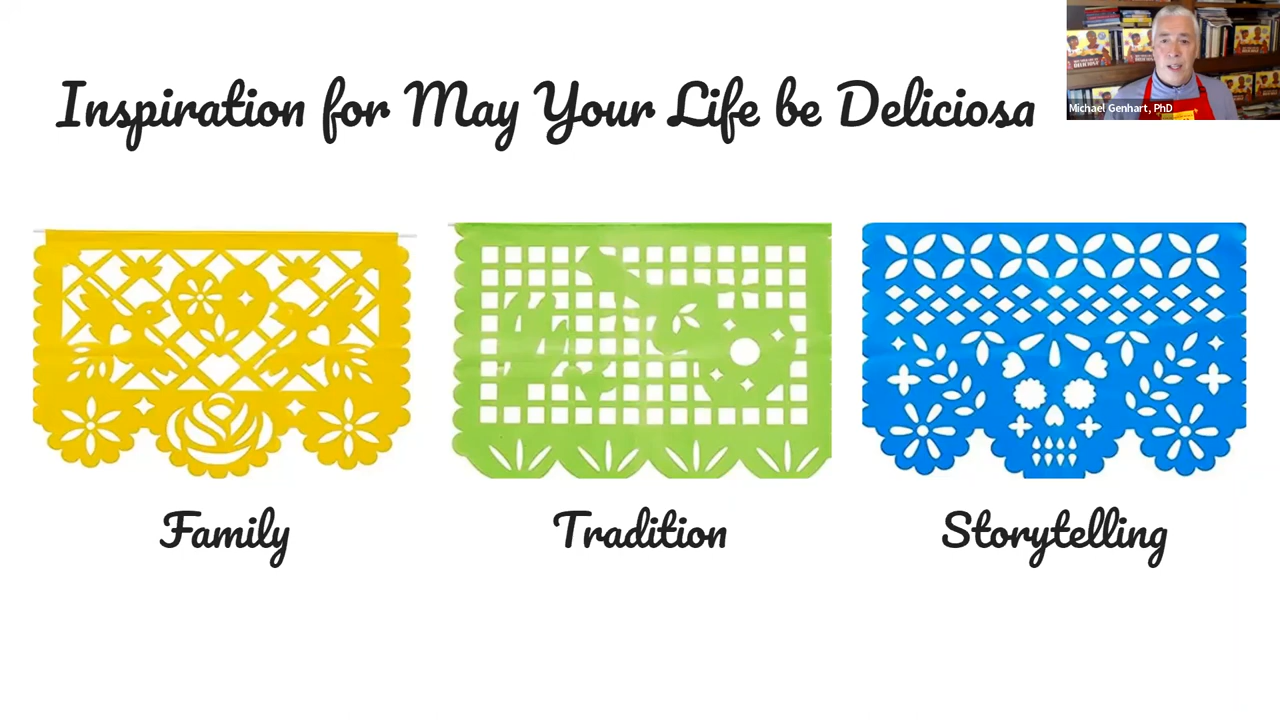 Inspiration for May Your Life be Deliciosa
Michael Genhart, PhD
Family
Tradition
Storytelling